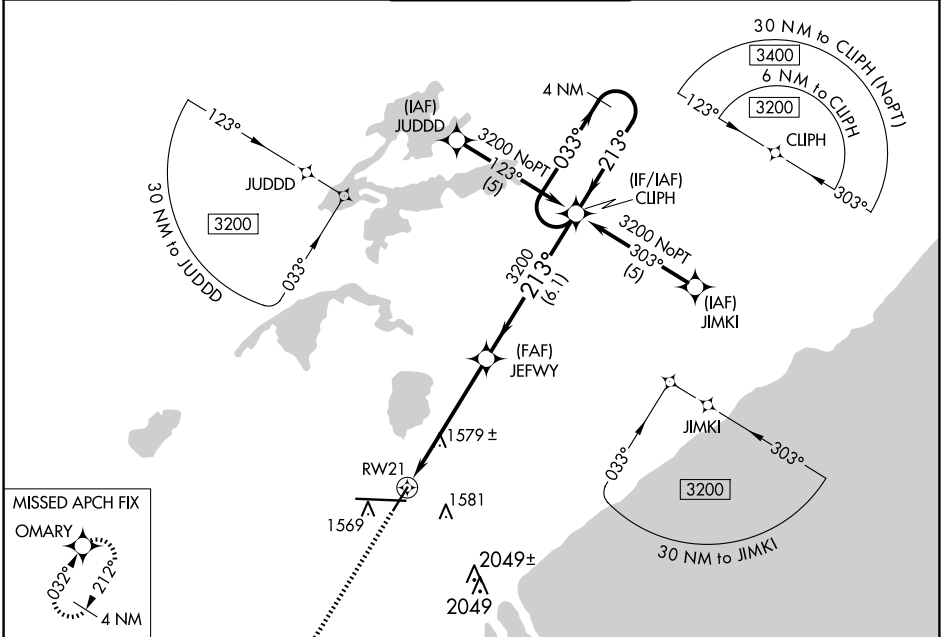 30 NM to CLIPH (NoPT)
3400
6 NM to CLIPH
3200
123°
CLIPH
303°
4 NM
(IAF)
JUDDD
3200 NoPT
123°
(5)
033°
213°
(IF/IAF)
CLIPH
3200 NoPT
303°
(5)
(IAF)
JIMKI
123°
JUDDD
3200
033°
30 NM to JUDDD
3200
213°
(6.1)
(FAF)
JEFWY
1579 ±
RW21
1569
1581
2049±
2049
JIMKI
033°
303°
3200
30 NM to JIMKI
MISSED APCH FIX
OMARY
032°
212°
4 NM